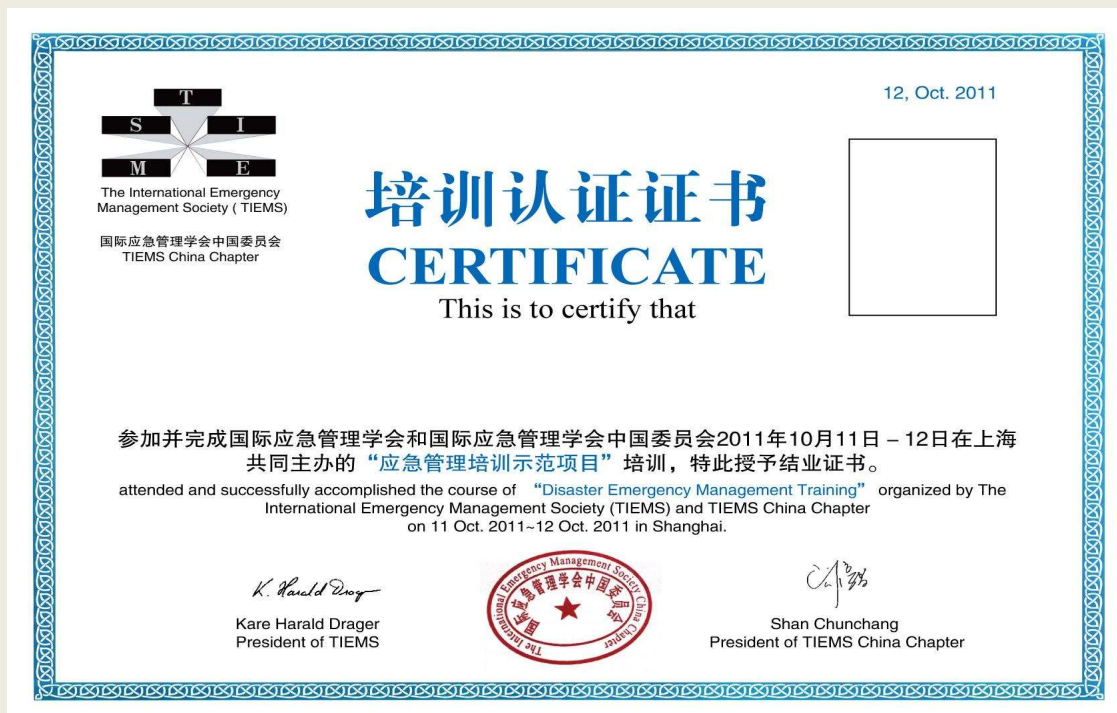 T
S I
M E
The International Emergency
Management Society ( TIEMS)
国际应急管理学会中国委员会
TIEMS China Chapter
12, Oct. 2011
培训认证证书
CERTIFICATE
This is to certify that
参加并完成国际应急管理学会和国际应急管理学会中国委员会2011年10月11日 – 12日在上海
共同主办的“应急管理培训示范项目”培训，特此授予结业证书。
attended and successfully accomplished the course of “Disaster Emergency Management Training” organized by The
International Emergency Management Society (TIEMS) and TIEMS China Chapter
on 11 Oct. 2011~12 Oct. 2011 in Shanghai.
K. Harald Drager
Kare Harald Drager
President of TIEMS
The International Emergency Management Society China Chapter
国际应急管理学会中国委员会
Shan Chunchang
President of TIEMS China Chapter